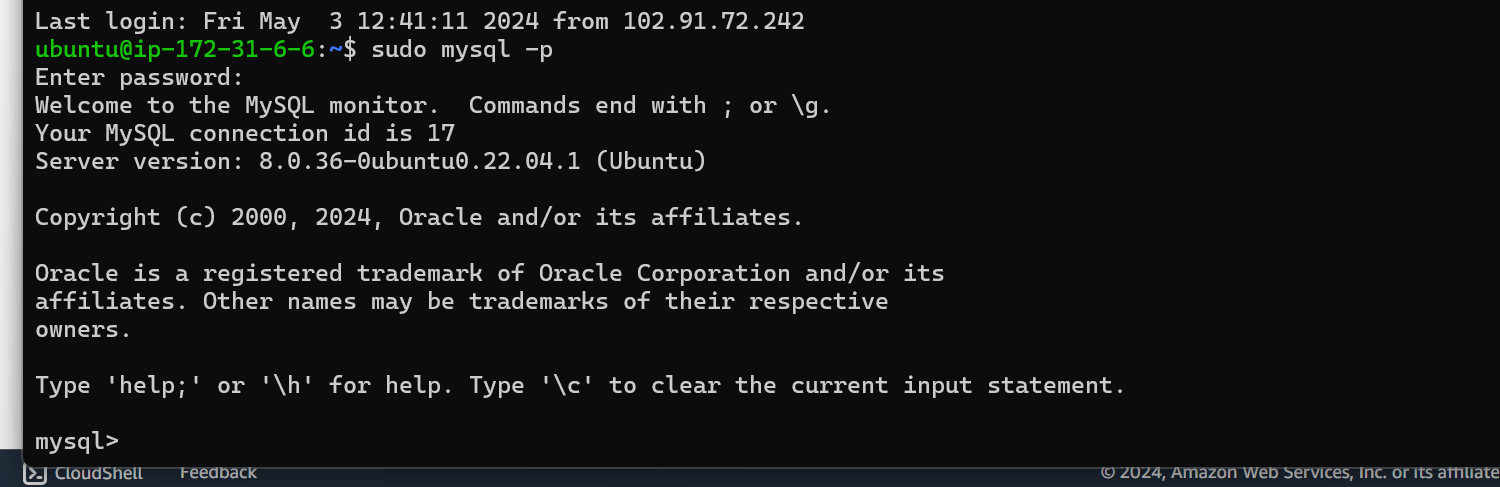 Last login: Fri May  3 12:41:11 2024 from 102.91.72.242
ubuntu@ip-172-31-6-6:~$ sudo mysql -p
Enter password:
Welcome to the MySQL monitor.  Commands end with ; or \g.
Your MySQL connection id is 17
Server version: 8.0.36-0ubuntu0.22.04.1 (Ubuntu)
Copyright (c) 2000, 2024, Oracle and/or its affiliates.
Oracle is a registered trademark of Oracle Corporation and/or its
affiliates. Other names may be trademarks of their respective
owners.
Type 'help;' or '\h' for help. Type '\c' to clear the current input statement.
mysql>
CloudShell Feedback © 2024, Amazon Web Services, Inc. or its affiliate